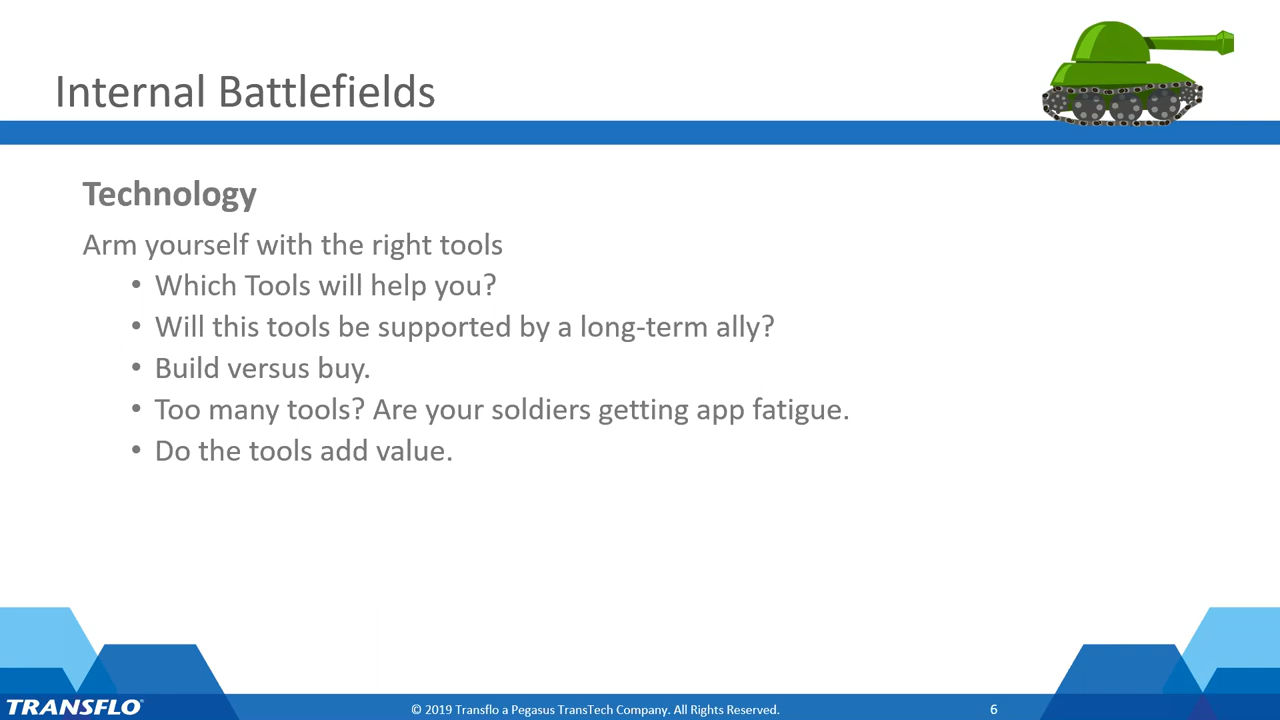 Internal Battlefields
Technology
Arm yourself with the right tools
• Which Tools will help you?
• Will this tools be supported by a long-term ally?
• Build versus buy.
• Too many tools? Are your soldiers getting app fatigue.
• Do the tools add value.
TRANSFLO®
© 2019 Transflo a Pegasus TransTech Company. All Rights Reserved.
6